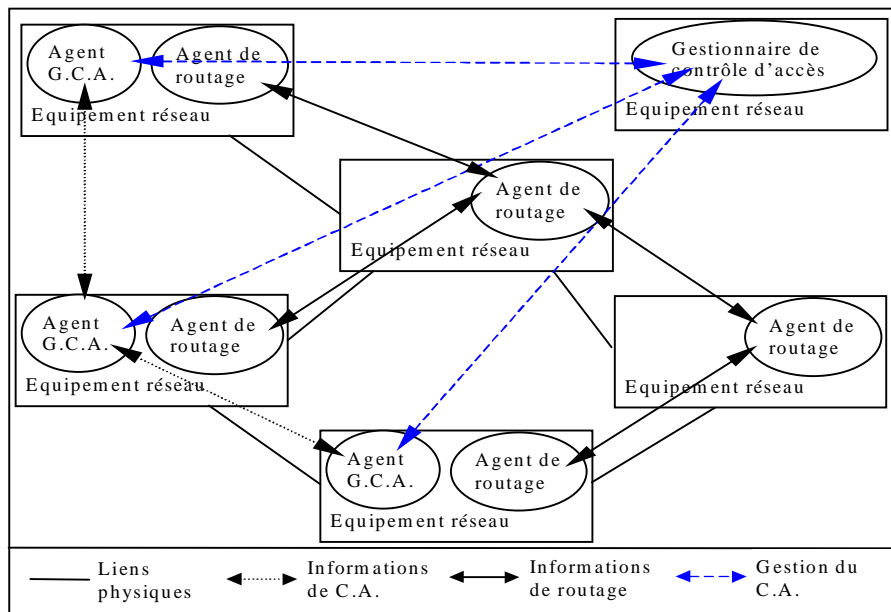 Agent
G.C.A.
Agent de
routage
Equipement réseau
Gestionnaire de
contrôle d'accès
Equipement réseau
Agent de
routage
Equipement réseau
Agent
G.C.A.
Agent de
routage
Equipement réseau
Agent de
routage
Equipement réseau
Agent
G.C.A.
Agent de
routage
Equipement réseau
Liens
physiques
Informations
de C.A.
Informations
de routage
Gestion du
C.A.